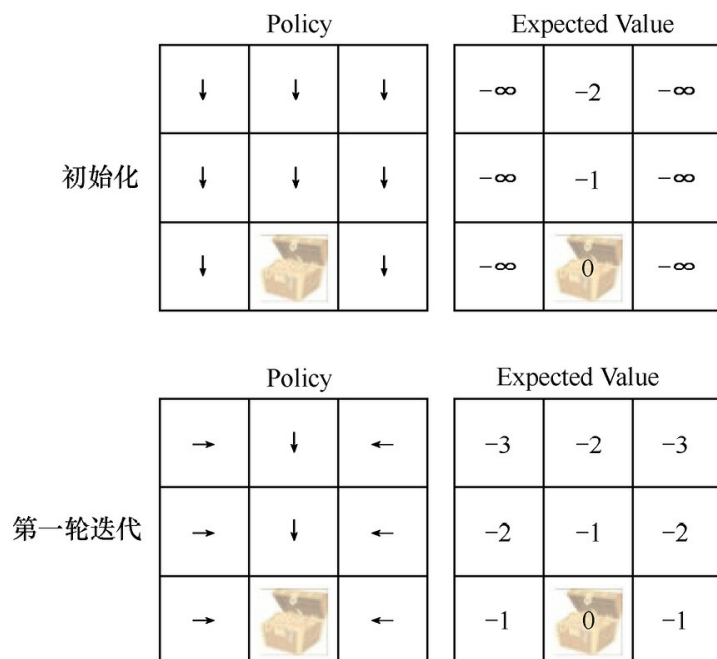 Policy Expected Value
↓ ↓ ↓ −∞ −2 −∞
初始化 ↓ ↓ ↓ −∞ −1 −∞
↓ ↓ −∞ 0 −∞
Policy Expected Value
→ ↓ ← −3 −2 −3
第一轮迭代 → ↓ ← −2 −1 −2
→ ← −1 0 −1